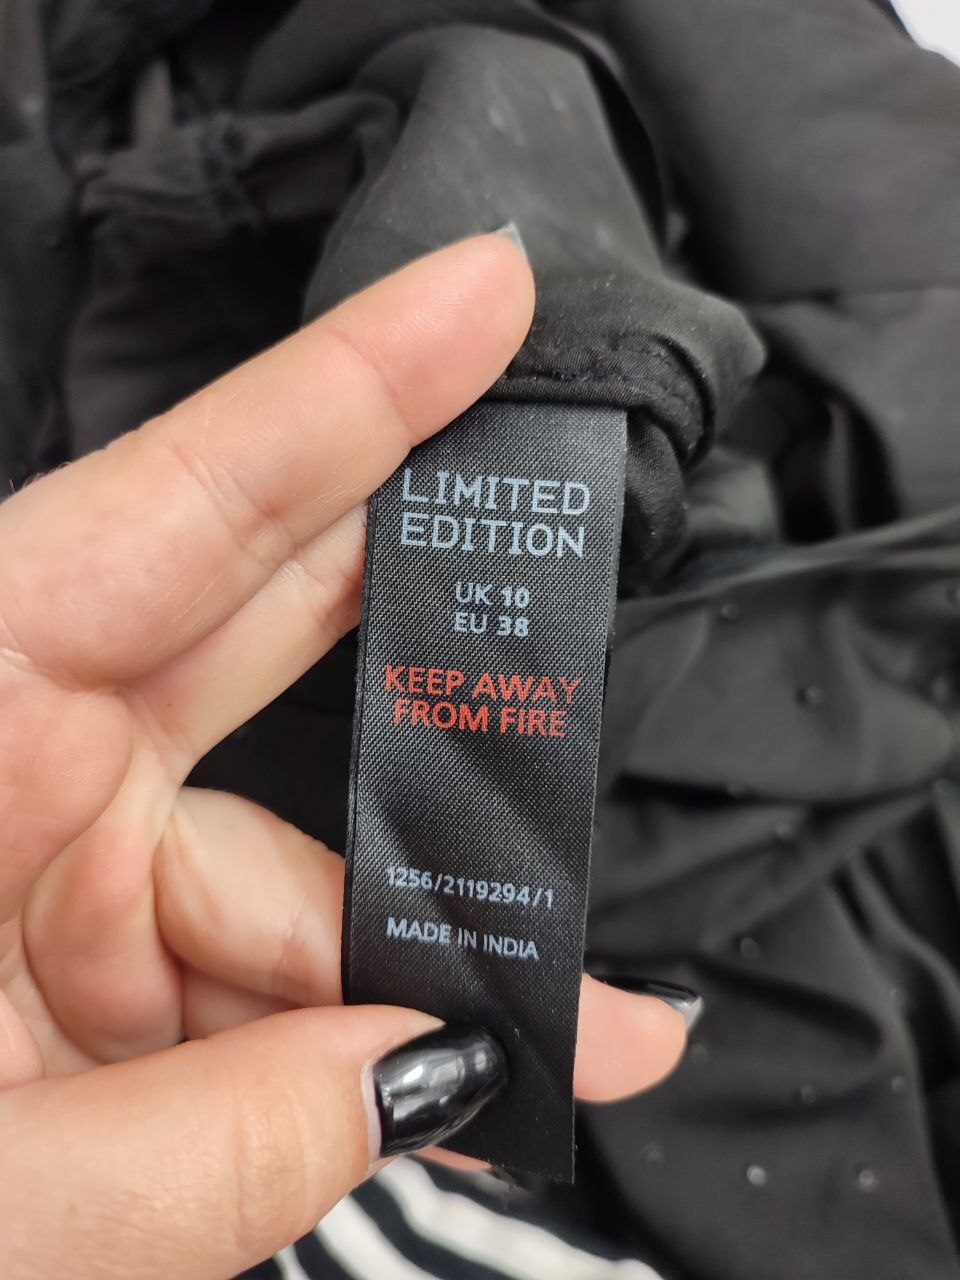 LIMITED
EDITION
UK 10
EU 38
KEEP AWAY
FROM FIRE
1256/2119294/1
MADE IN INDIA